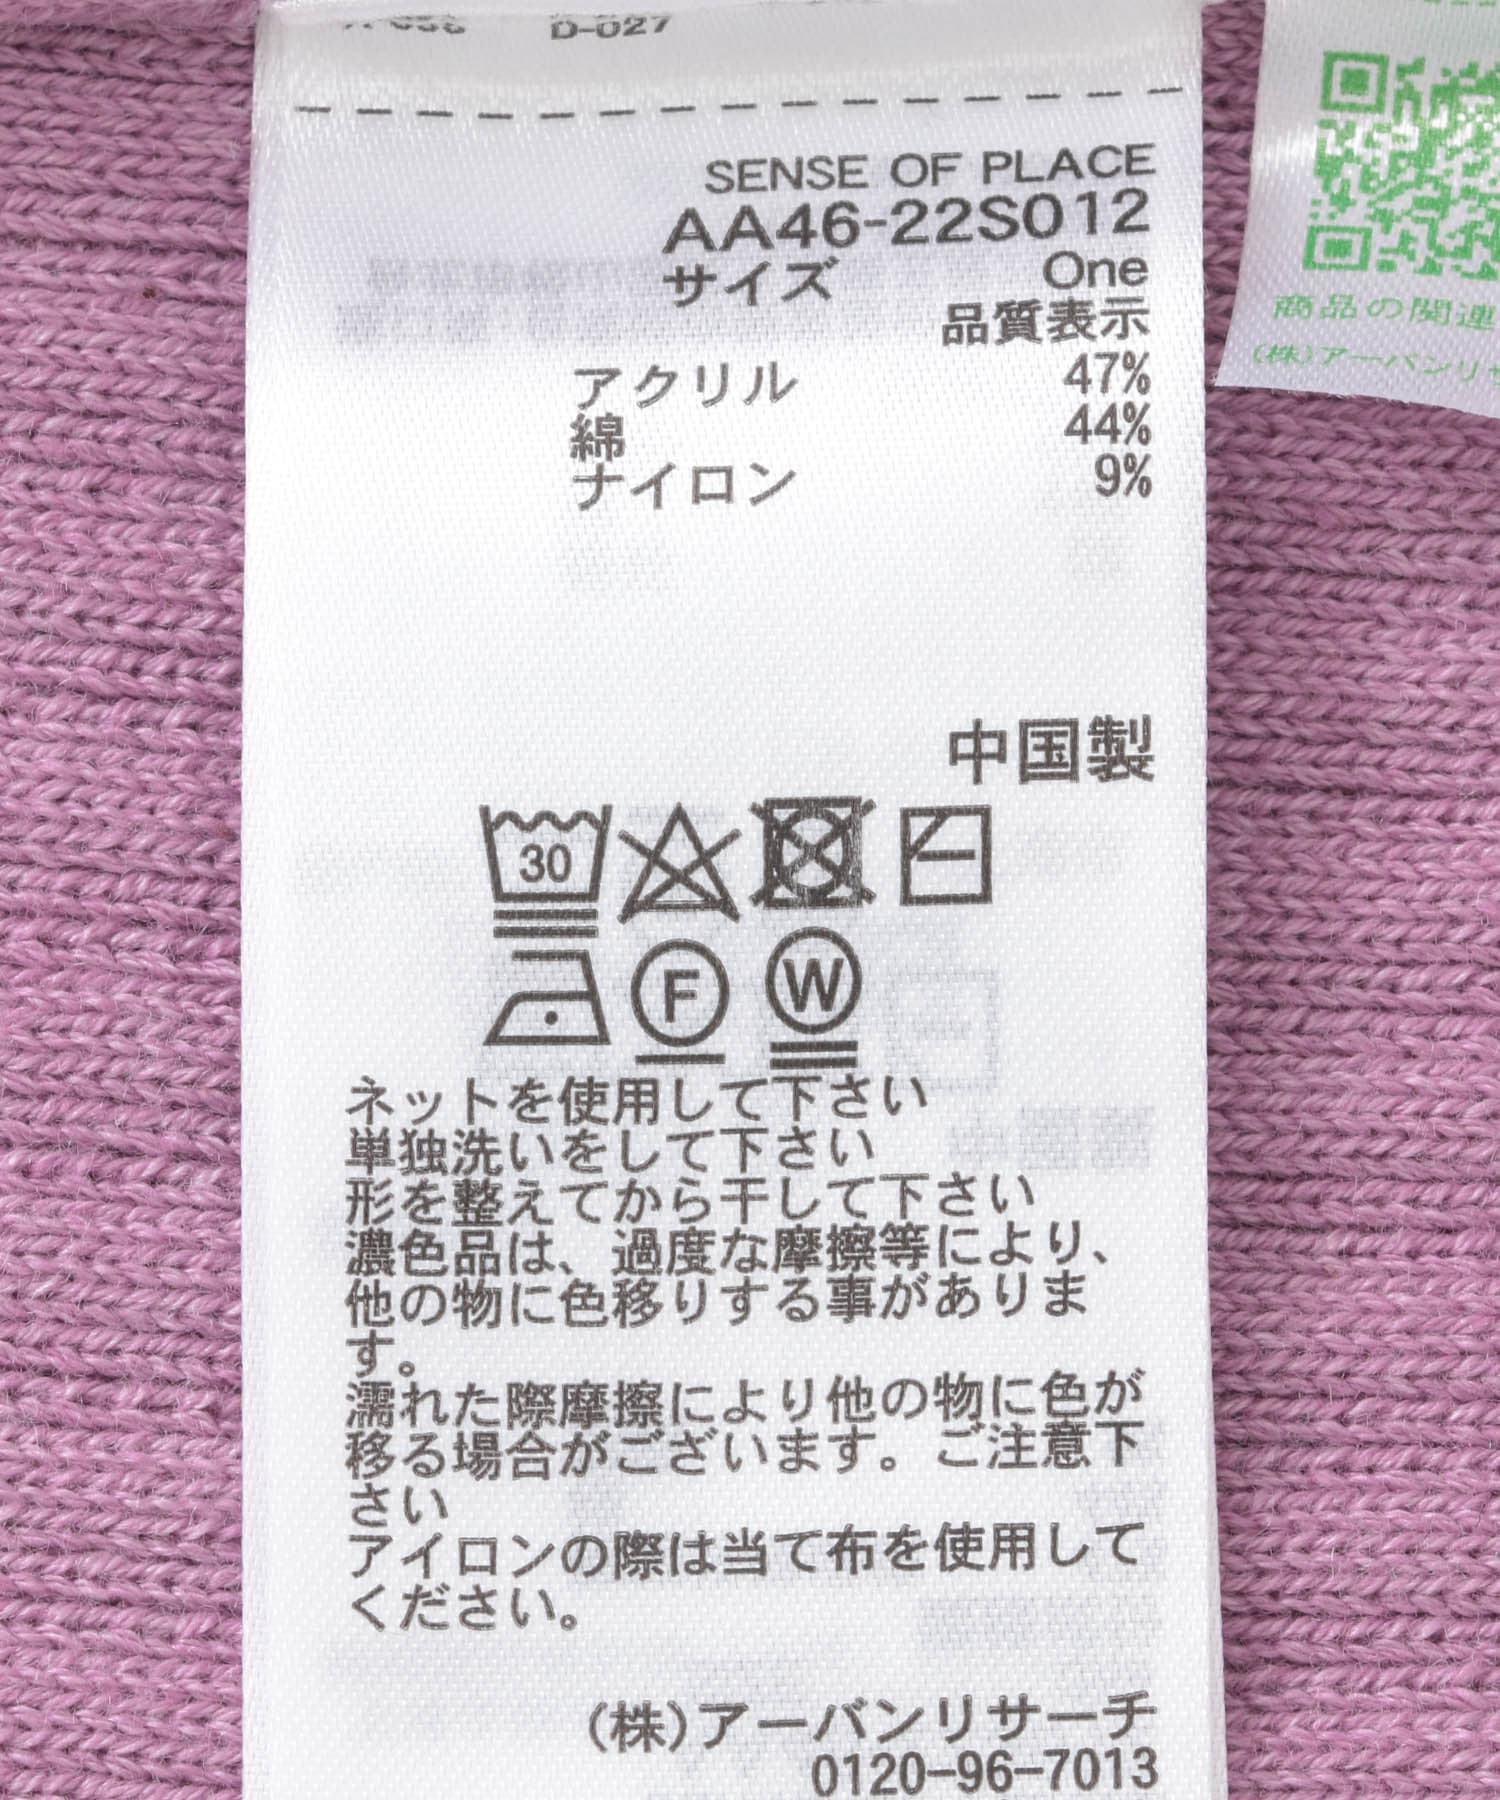 D-027
SENSE OF PLACE
AA46-22S012
サイズ One
品質表示
アクリル 47%
綿 44%
ナイロン 9%
中国製
30
F W
ネットを使用して下さい
単独洗いをして下さい
形を整えてから干して下さい
濃色品は、過度な摩擦等により、
他の物に色移りする事がありま
す。
濡れた際摩擦により他の物に色が
移る場合がございます。ご注意下
さい
アイロンの際は当て布を使用して
ください。
(株)アーバンリサーチ
0120-96-7013
商品の関連
(株)アーバンリサ